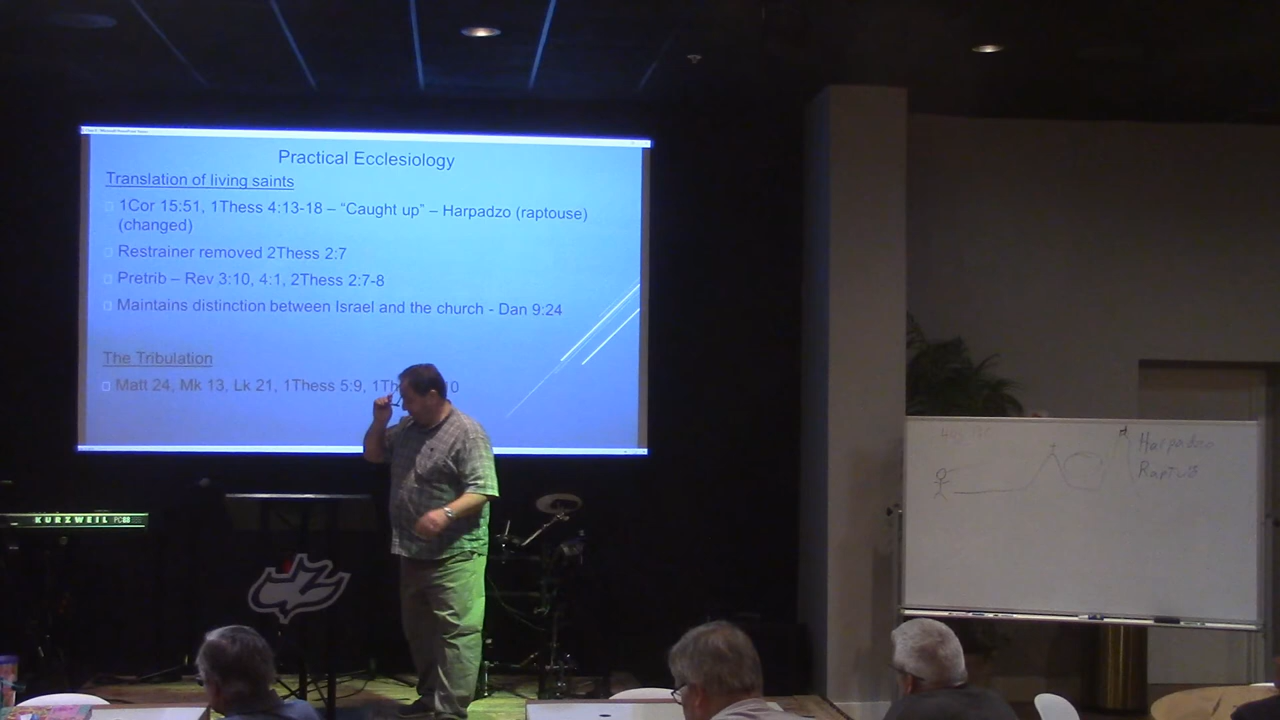 Practical Ecclesiology
Translation of living saints
1Cor 15:51, 1Thess 4:13-18 – “Caught up” – Harpadzo (raptouse)
(changed)
Restrainer removed 2Thess 2:7
Pretrib – Rev 3:10, 4:1, 2Thess 2:7-8
Maintains distinction between Israel and the church - Dan 9:24
The Tribulation
Matt 24, Mk 13, Lk 21, 1Thess 5:9, 0
KURZWEIL PC88
Harpadzo